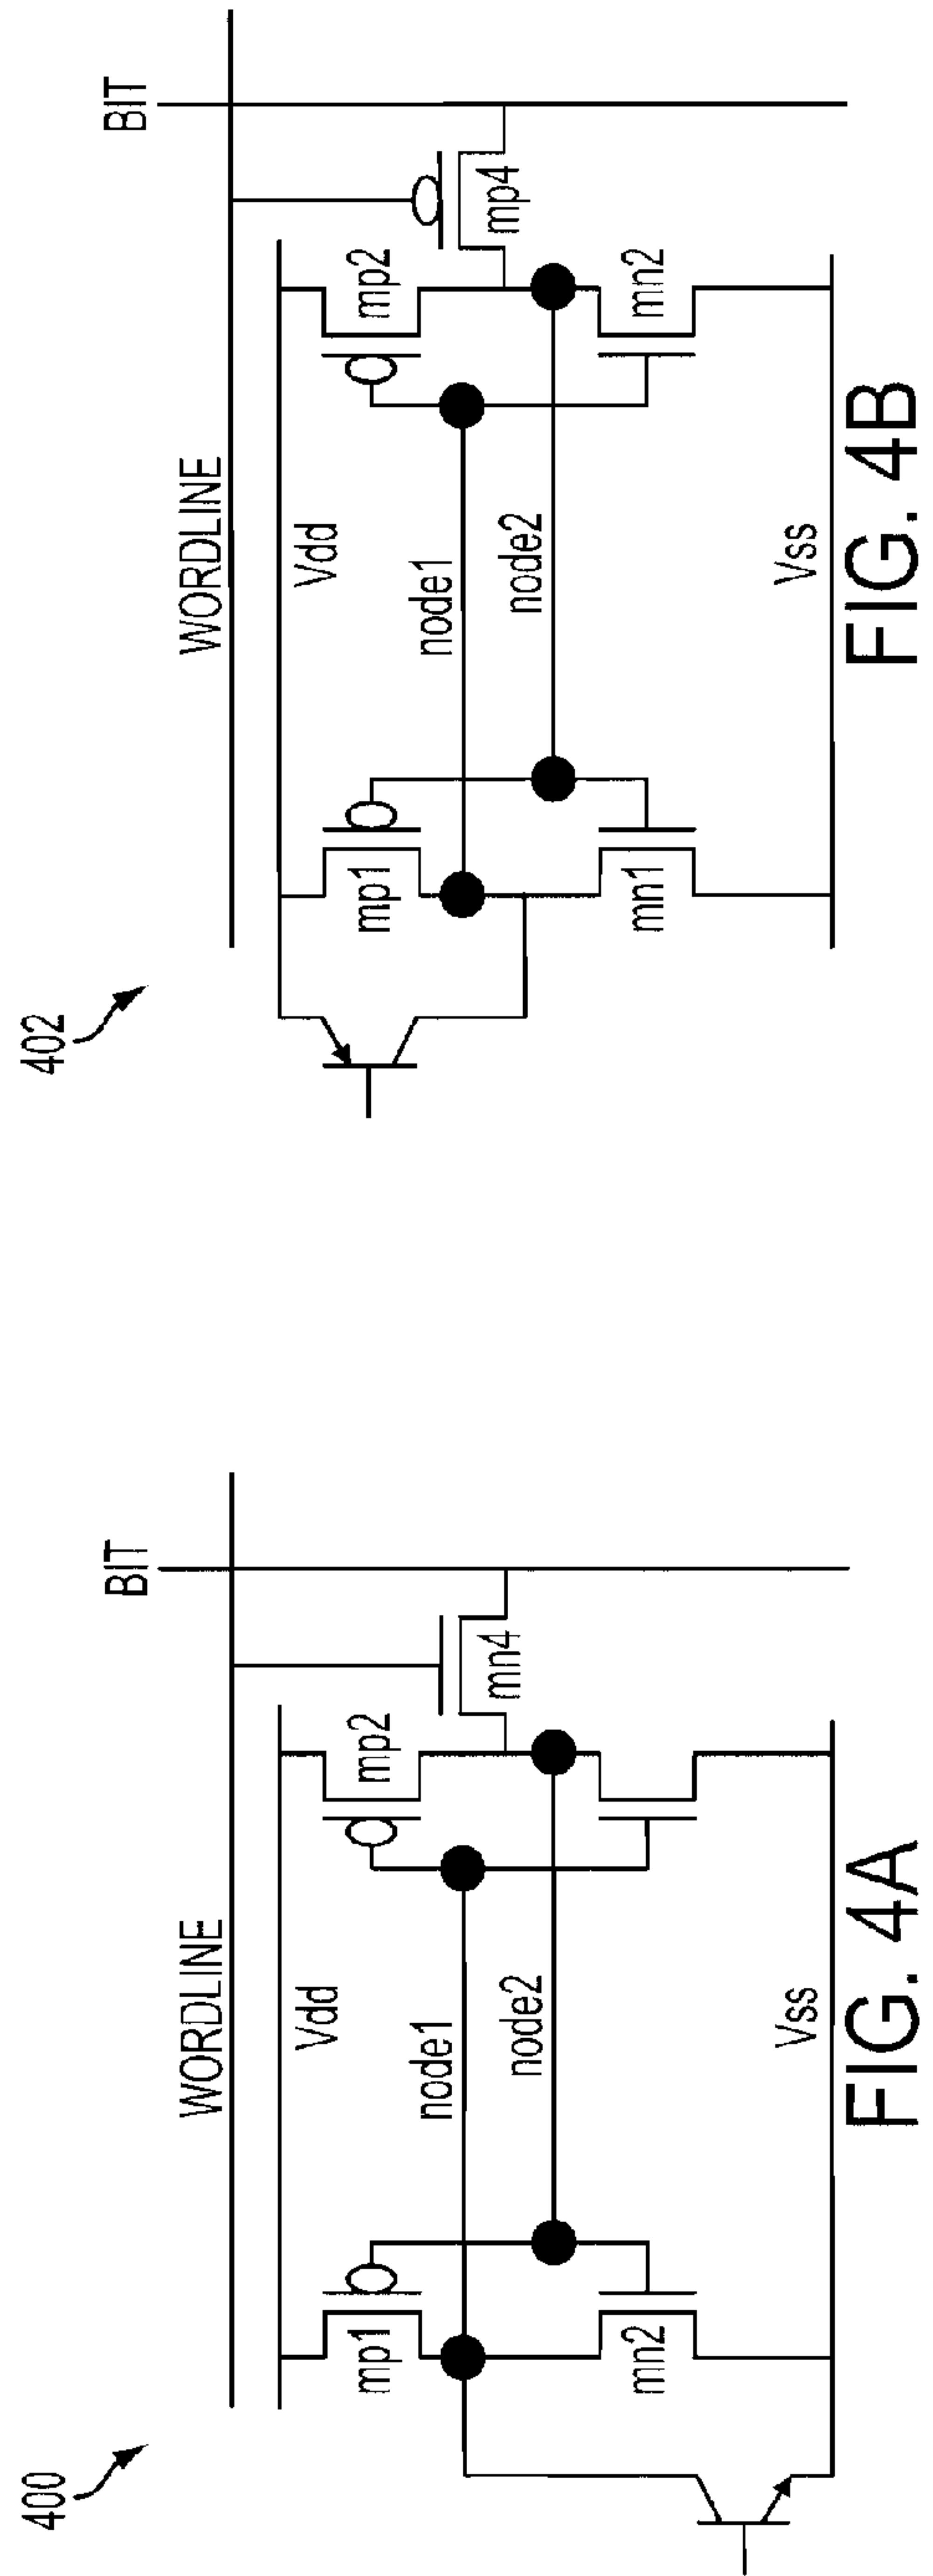 400
WORDLINE
BIT
Vdd
mp1
mp2
node1
mn4
node2
mn2
Vss
FIG. 4A
402
WORDLINE
BIT
Vdd
mp1
mp2
node1
mp4
node2
mn1
mn2
Vss
FIG. 4B